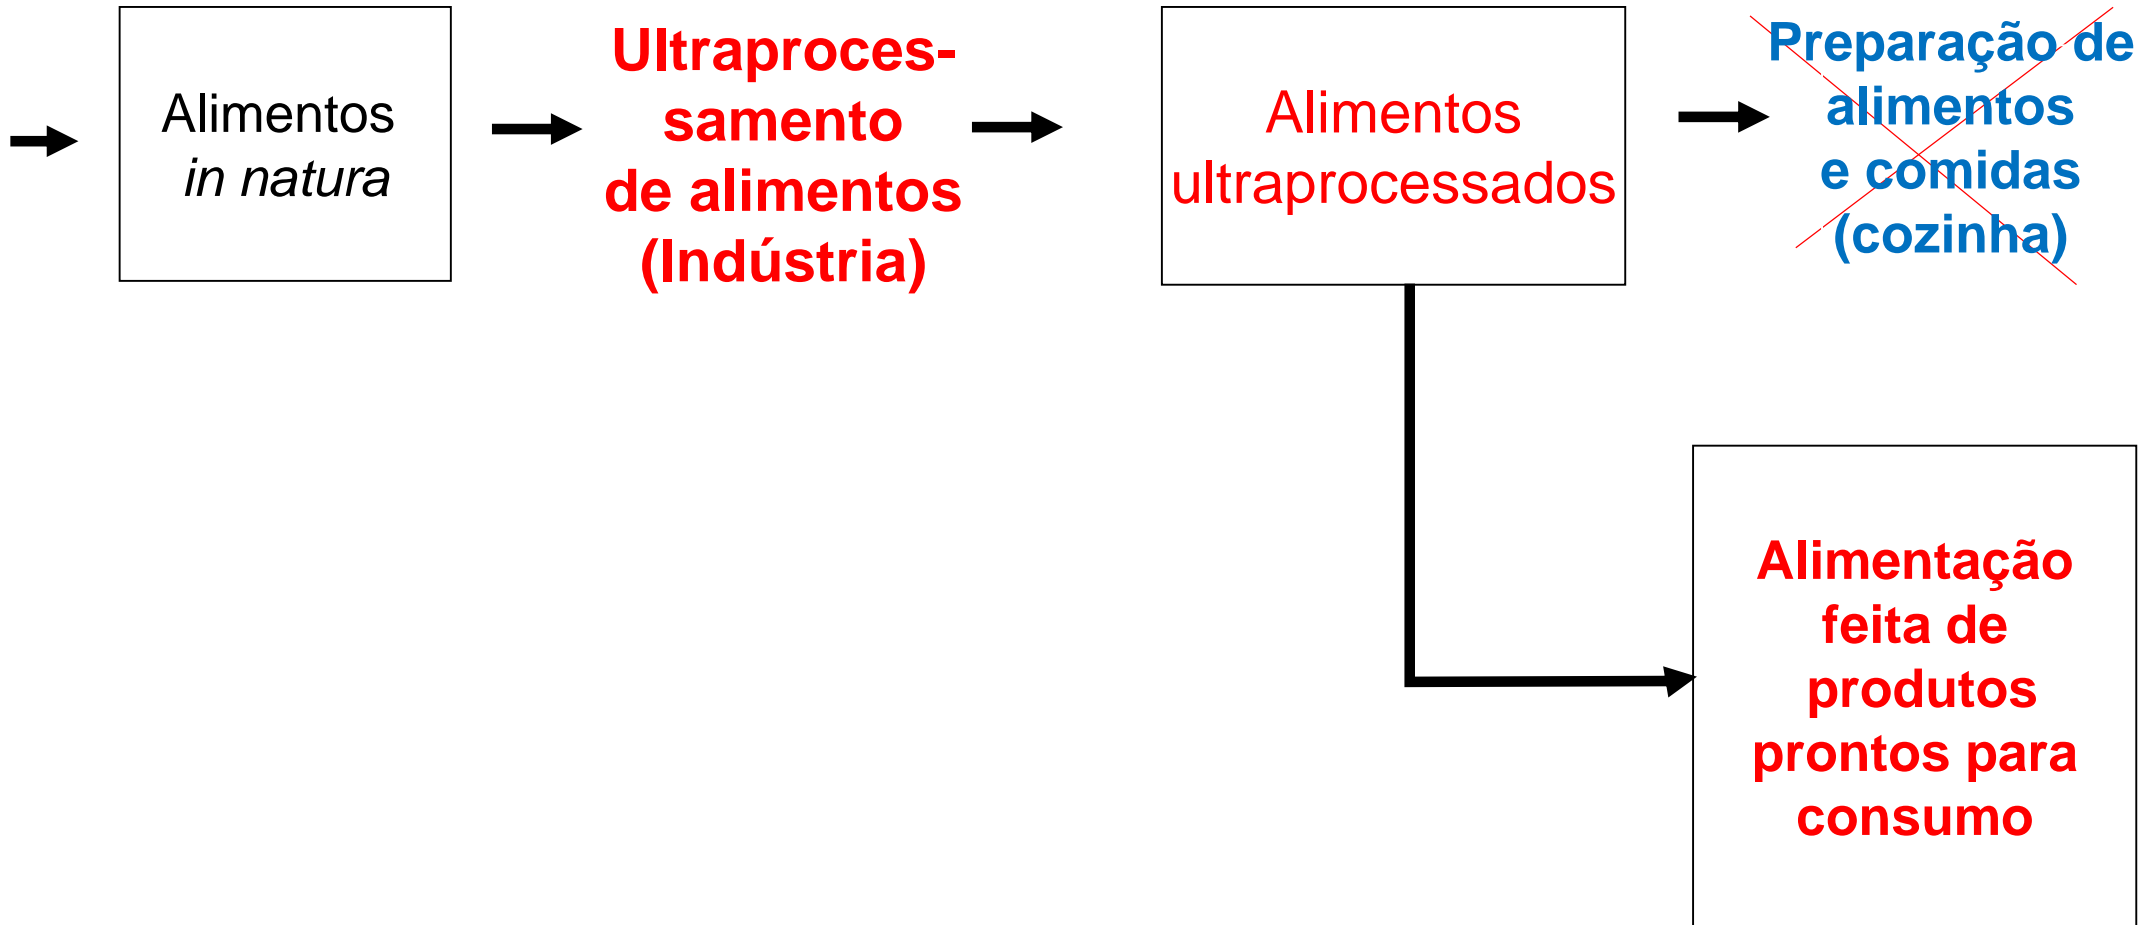 Alimentos
in natura
Ultraproces-
samento
de alimentos
(Indústria)
Alimentos
ultraprocessados
Preparação de
alimentos
e comidas
(cozinha)
Alimentação
feita de
produtos
prontos para
consumo